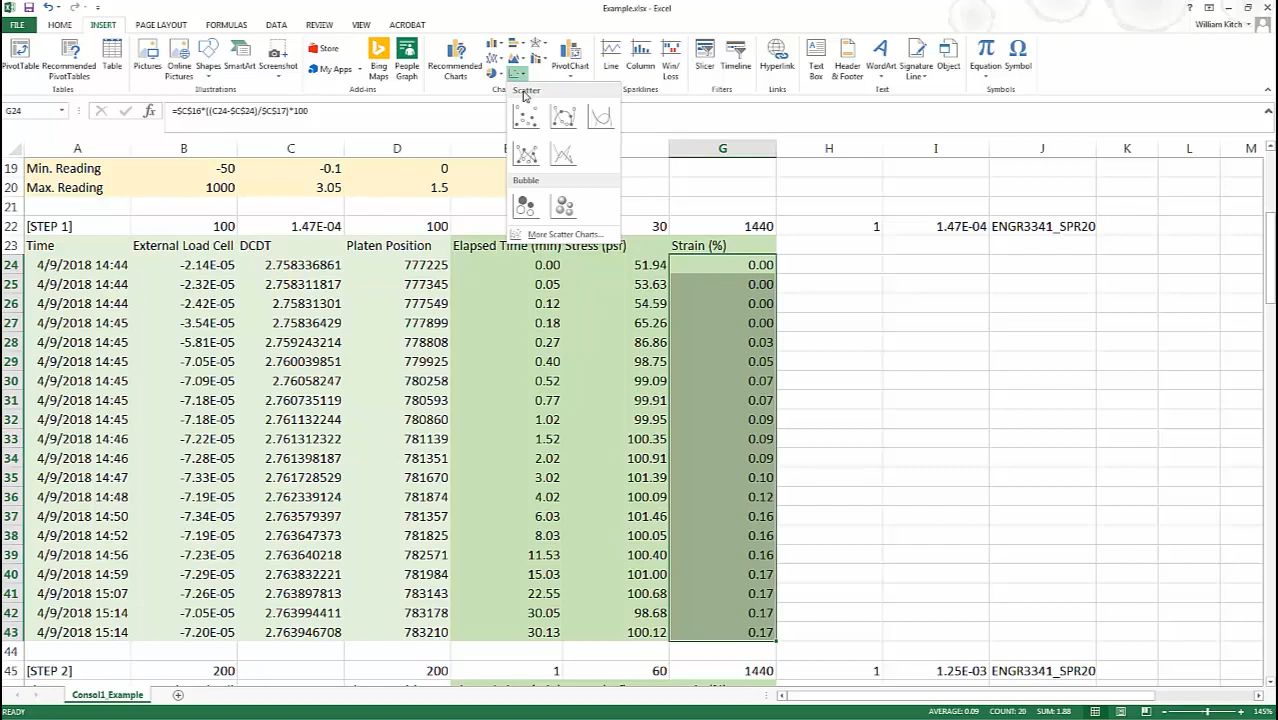 Example.xlsx - Excel
William Kitch
FILE HOME INSERT PAGE LAYOUT FORMULAS DATA REVIEW VIEW ACROBAT
PivotTable Recommended PivotTables Table Pictures Online Pictures Shapes SmartArt Screenshot Store My Apps Bing Maps People Graph Recommended Charts PivotChart Line Column Win/Loss Slicer Timeline Hyperlink Text Box Header & Footer WordArt Signature Line Object Equation Symbol
Tables Illustrations Add-ins Sparklines Filters Links Text Symbols
Scatter
G24 =$C$16*((C24-$C$24)/$C$17)*100
A B C D G H I J K L M
19 Min. Reading -50 -0.1 0
20 Max. Reading 1000 3.05 1.5
Bubble
21
22 [STEP 1] 100 1.47E-04 100 30 1440 1 1.47E-04 ENGR3341_SPR20
More Scatter Charts...
23 Time External Load Cell DCDT Platen Position Elapsed Time (min) Stress (psf) Strain (%)
24 4/9/2018 14:44 -2.14E-05 2.758336861 777225 0.00 51.94 0.00
25 4/9/2018 14:44 -2.32E-05 2.758311817 777345 0.05 53.63 0.00
26 4/9/2018 14:44 -2.42E-05 2.75831301 777549 0.12 54.59 0.00
27 4/9/2018 14:45 -3.54E-05 2.75836429 777899 0.18 65.26 0.00
28 4/9/2018 14:45 -5.81E-05 2.759243214 778808 0.27 86.86 0.03
29 4/9/2018 14:45 -7.05E-05 2.760039851 779925 0.40 98.75 0.05
30 4/9/2018 14:45 -7.09E-05 2.76058247 780258 0.52 99.09 0.07
31 4/9/2018 14:45 -7.18E-05 2.760735119 780593 0.77 99.91 0.07
32 4/9/2018 14:45 -7.18E-05 2.761132244 780860 1.02 99.95 0.09
33 4/9/2018 14:46 -7.22E-05 2.761312322 781139 1.52 100.35 0.09
34 4/9/2018 14:46 -7.28E-05 2.761398187 781351 2.02 100.91 0.09
35 4/9/2018 14:47 -7.33E-05 2.761728529 781670 3.02 101.39 0.10
36 4/9/2018 14:48 -7.19E-05 2.762339124 781874 4.02 100.09 0.12
37 4/9/2018 14:50 -7.34E-05 2.763579397 781357 6.03 101.46 0.16
38 4/9/2018 14:52 -7.19E-05 2.763647373 781825 8.03 100.05 0.16
39 4/9/2018 14:56 -7.23E-05 2.763640218 782571 11.53 100.40 0.16
40 4/9/2018 14:59 -7.29E-05 2.763832221 781984 15.03 101.00 0.17
41 4/9/2018 15:07 -7.26E-05 2.763897813 783143 22.55 100.68 0.17
42 4/9/2018 15:14 -7.05E-05 2.763994411 783178 30.05 98.68 0.17
43 4/9/2018 15:14 -7.20E-05 2.763946708 783210 30.13 100.12 0.17
44
45 [STEP 2] 200 200 1 60 1440 1 1.25E-03 ENGR3341_SPR20
Consol1_Example
READY AVERAGE: 0.09 COUNT: 20 SUM: 1.88 145%